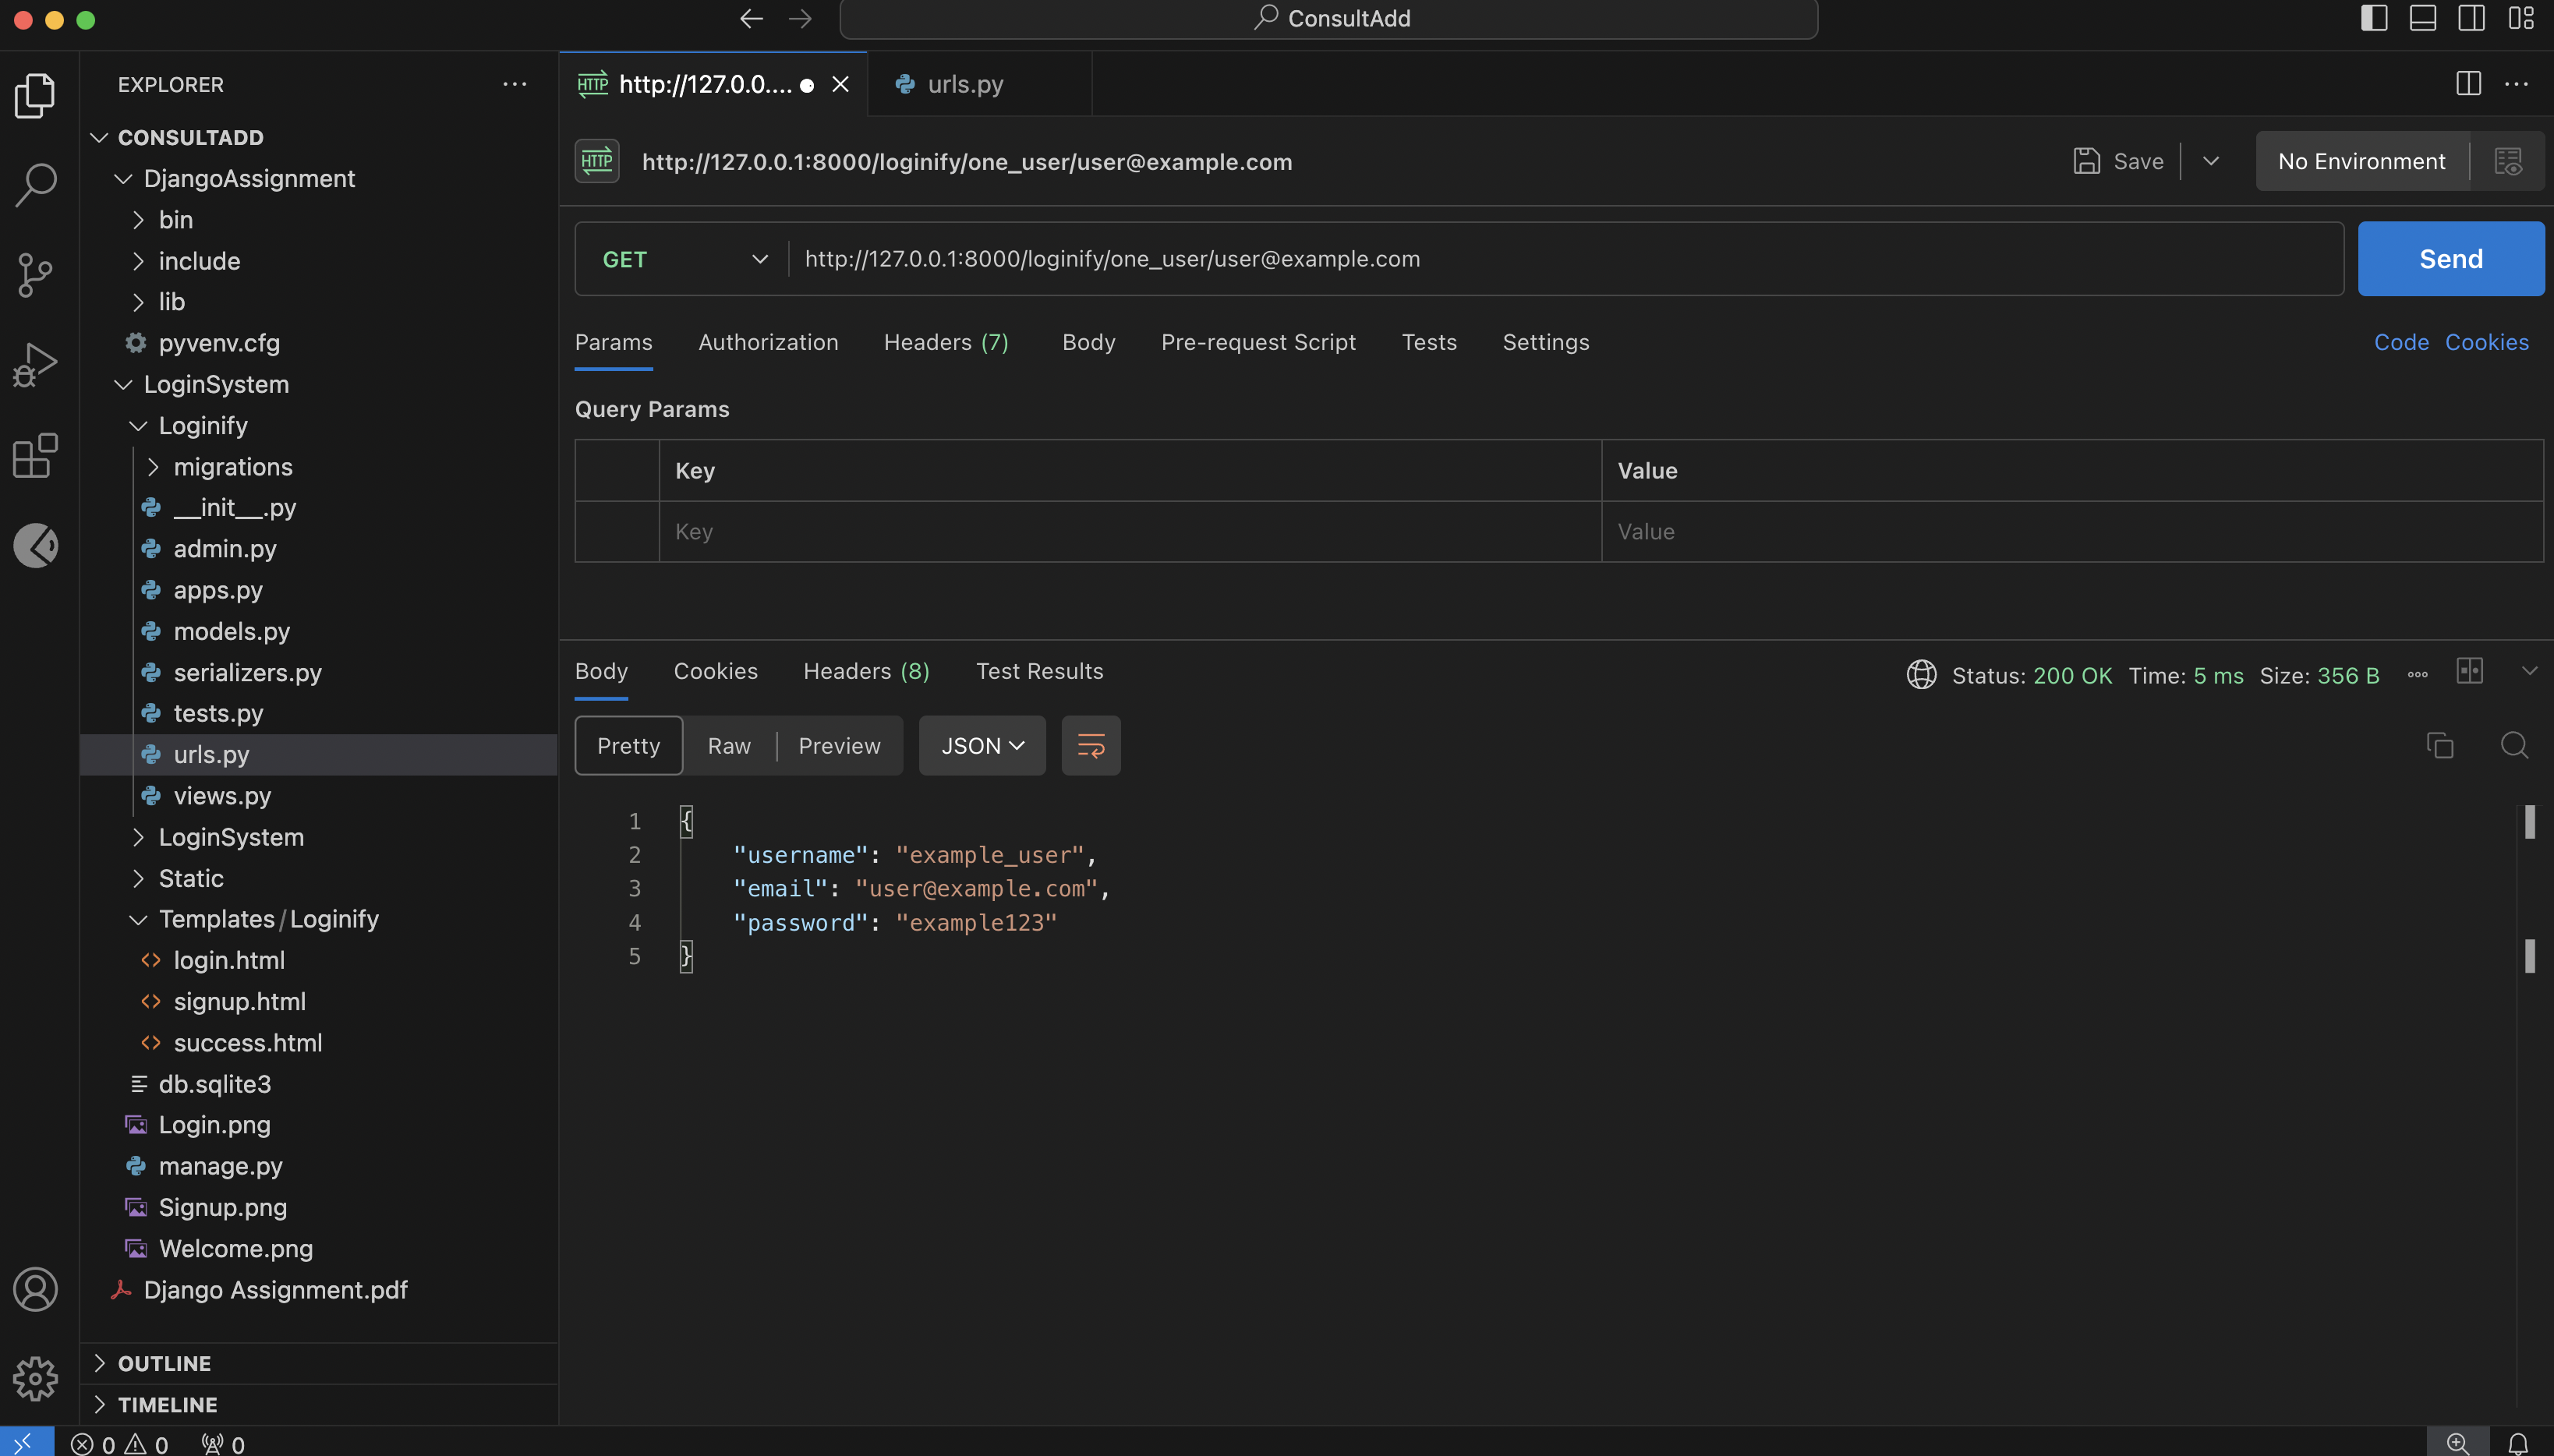 ConsultAdd
EXPLORER
CONSULTADD
DjangoAssignment
bin
include
lib
pyvenv.cfg
LoginSystem
Loginify
migrations
__init__.py
admin.py
apps.py
models.py
serializers.py
tests.py
urls.py
views.py
LoginSystem
Static
Templates/Loginify
login.html
signup.html
success.html
db.sqlite3
Login.png
manage.py
Signup.png
Welcome.png
Django Assignment.pdf
OUTLINE
TIMELINE
0 0 0
HTTP http://127.0.0.... urls.py
HTTP http://127.0.0.1:8000/loginify/one_user/user@example.com Save No Environment
GET http://127.0.0.1:8000/loginify/one_user/user@example.com Send
Params Authorization Headers (7) Body Pre-request Script Tests Settings Code Cookies
Query Params
Key Value
Key Value
Body Cookies Headers (8) Test Results Status: 200 OK Time: 5 ms Size: 356 B
Pretty Raw Preview JSON
1 {
2 "username": "example_user",
3 "email": "user@example.com",
4 "password": "example123"
5 }